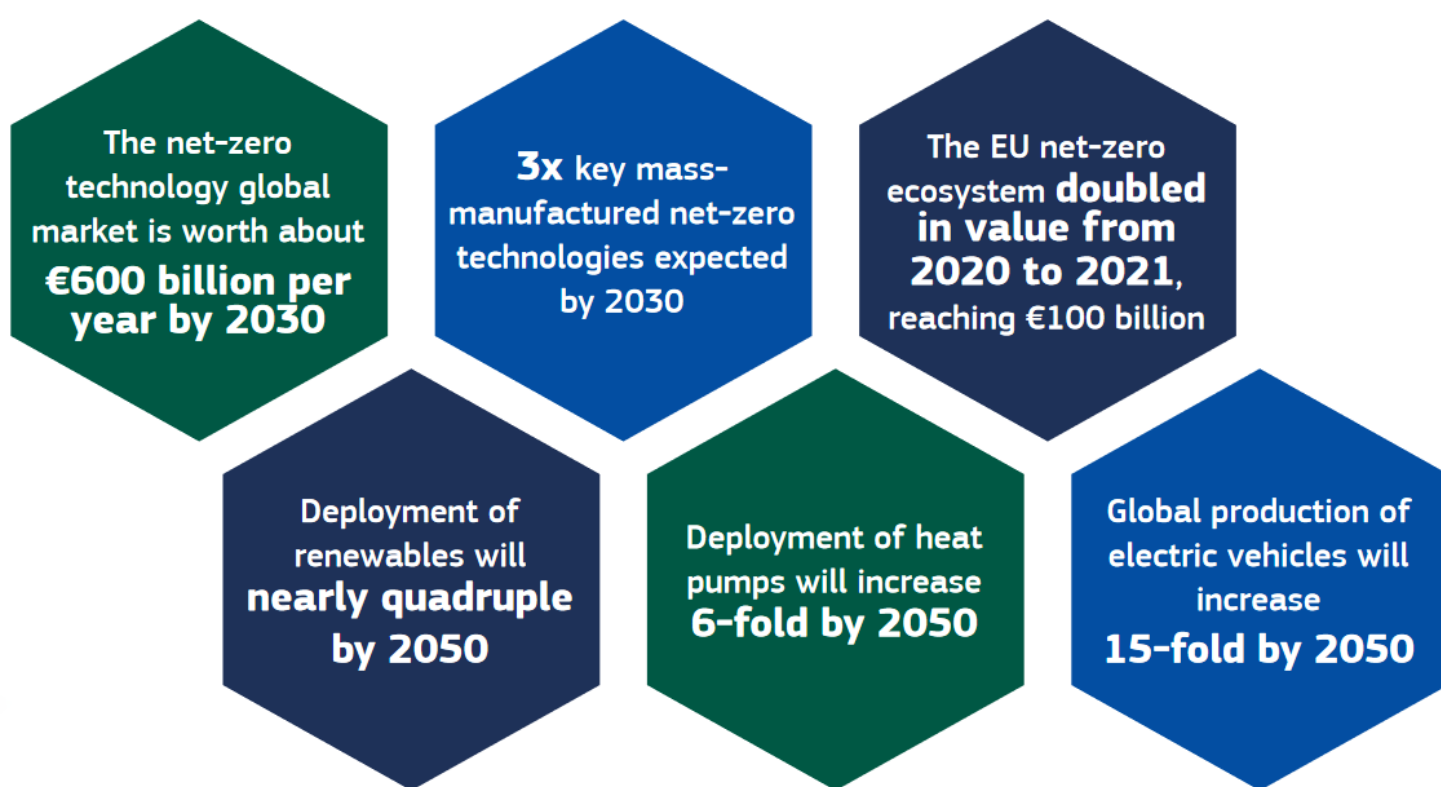 The net-zero
technology global
market is worth about
€600 billion per
year by 2030
3x key mass-
manufactured net-zero
technologies expected
by 2030
The EU net-zero
ecosystem doubled
in value from
2020 to 2021,
reaching €100 billion
Deployment of
renewables will
nearly quadruple
by 2050
Deployment of heat
pumps will increase
6-fold by 2050
Global production of
electric vehicles will
increase
15-fold by 2050